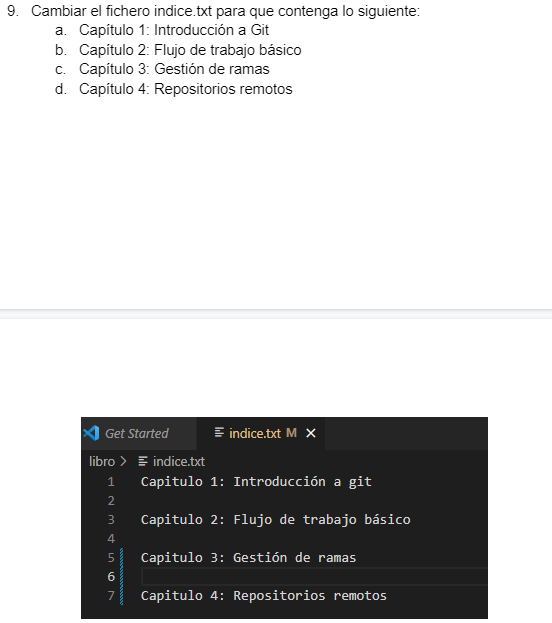 9. Cambiar el fichero indice.txt para que contenga lo siguiente:
a. Capítulo 1: Introducción a Git
b. Capítulo 2: Flujo de trabajo básico
c. Capítulo 3: Gestión de ramas
d. Capítulo 4: Repositorios remotos
Get Started indice.txt M
libro > indice.txt
1 Capitulo 1: Introducción a git
2
3 Capitulo 2: Flujo de trabajo básico
4
5 Capitulo 3: Gestión de ramas
6
7 Capitulo 4: Repositorios remotos